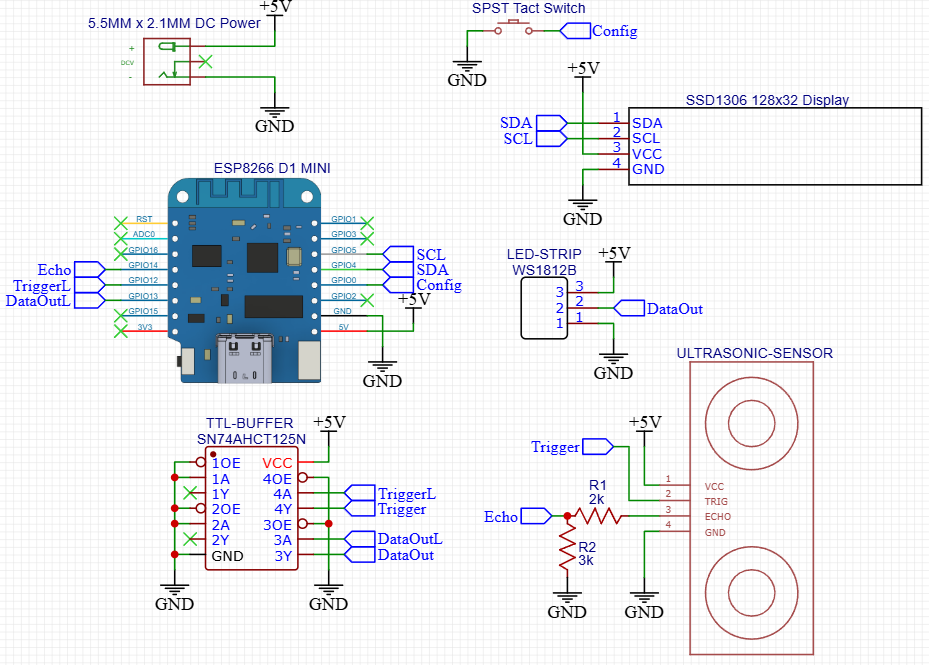 +5V
5.5MM x 2.1MM DC Power
+
DCV
-
GND
SPST Tact Switch
Config
GND
+5V
SSD1306 128x32 Display
SDA 1 SDA
SCL 2 SCL
3 VCC
4 GND
GND
ESP8266 D1 MINI
RST GPIO1
ADC0 GPIO3
GPIO16 GPIO5 SCL
Echo GPIO14 GPIO4 SDA
TriggerL GPIO12 GPIO0 Config
DataOutL GPIO13 GPIO2 +5V
GPIO15 GND
3V3 5V
GND
LED-STRIP
WS1812B
+5V
3 3
2 2 DataOut
1 1
GND
TTL-BUFFER
SN74AHCT125N
+5V
1OE VCC
1A 4OE
1Y 4A TriggerL
2OE 4Y Trigger
2A 3OE
2Y 3A DataOutL
GND 3Y DataOut
GND GND
ULTRASONIC-SENSOR
+5V
Trigger
1 VCC
2 TRIG
3 ECHO
4 GND
R1
2k
Echo
R2
3k
GND GND